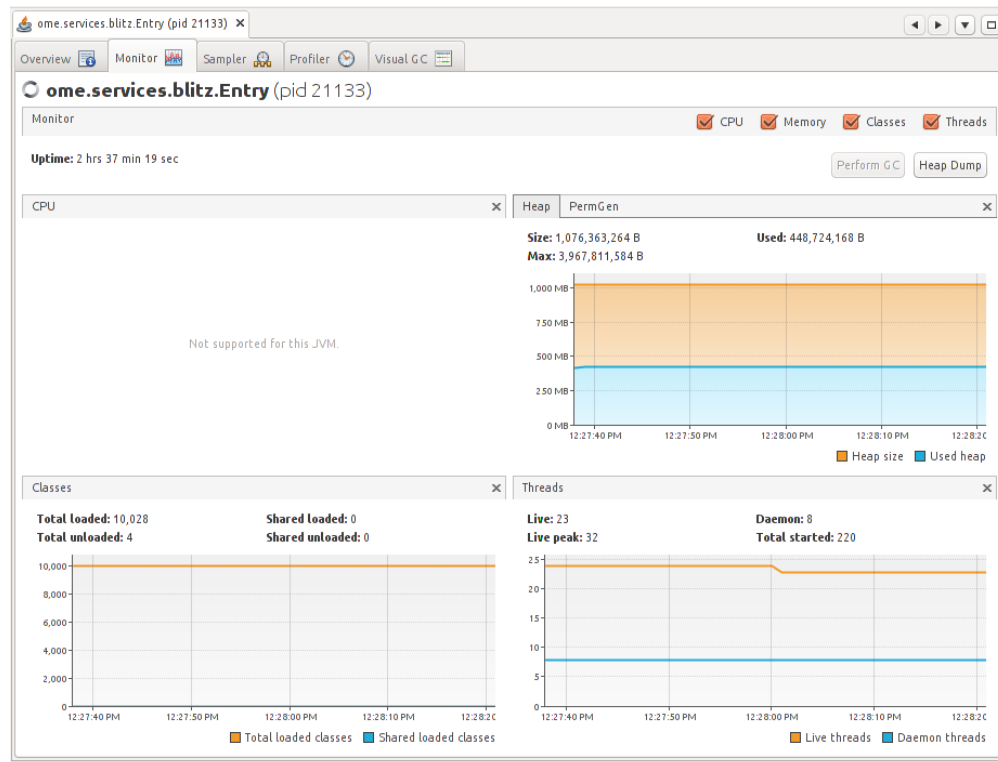 ome.services.blitz.Entry (pid 21133)
Overview Monitor Sampler Profiler Visual GC
ome.services.blitz.Entry (pid 21133)
Monitor
CPU Memory Classes Threads
Uptime: 2 hrs 37 min 19 sec
Perform GC Heap Dump
CPU
Not supported for this JVM.
Heap PermGen
Size: 1,076,363,264 B Used: 448,724,168 B
Max: 3,967,811,584 B
1,000 MB
750 MB
500 MB
250 MB
0 MB
12:27:40 PM 12:27:50 PM 12:28:00 PM 12:28:10 PM 12:28:20
Heap size Used heap
Classes
Total loaded: 10,028 Shared loaded: 0
Total unloaded: 4 Shared unloaded: 0
10,000
8,000
6,000
4,000
2,000
0
12:27:40 PM 12:27:50 PM 12:28:00 PM 12:28:10 PM 12:28:20
Total loaded classes Shared loaded classes
Threads
Live: 23 Daemon: 8
Live peak: 32 Total started: 220
25
20
15
10
5
0
12:27:40 PM 12:27:50 PM 12:28:00 PM 12:28:10 PM 12:28:20
Live threads Daemon threads